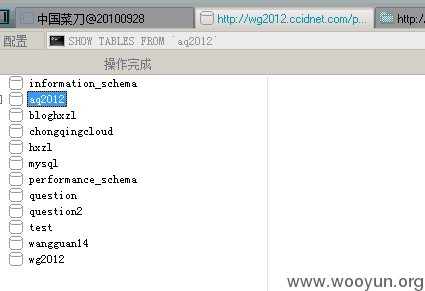 中国菜刀@20100928
http://wg2012.ccidnet.com/p...
http:/
配置
SHOW TABLES FROM `aq2012`
操作完成
information_schema
aq2012
bloghxzl
chongqingcloud
hxzl
mysql
performance_schema
question
question2
test
wangguan14
wg2012
www.wooyun.org